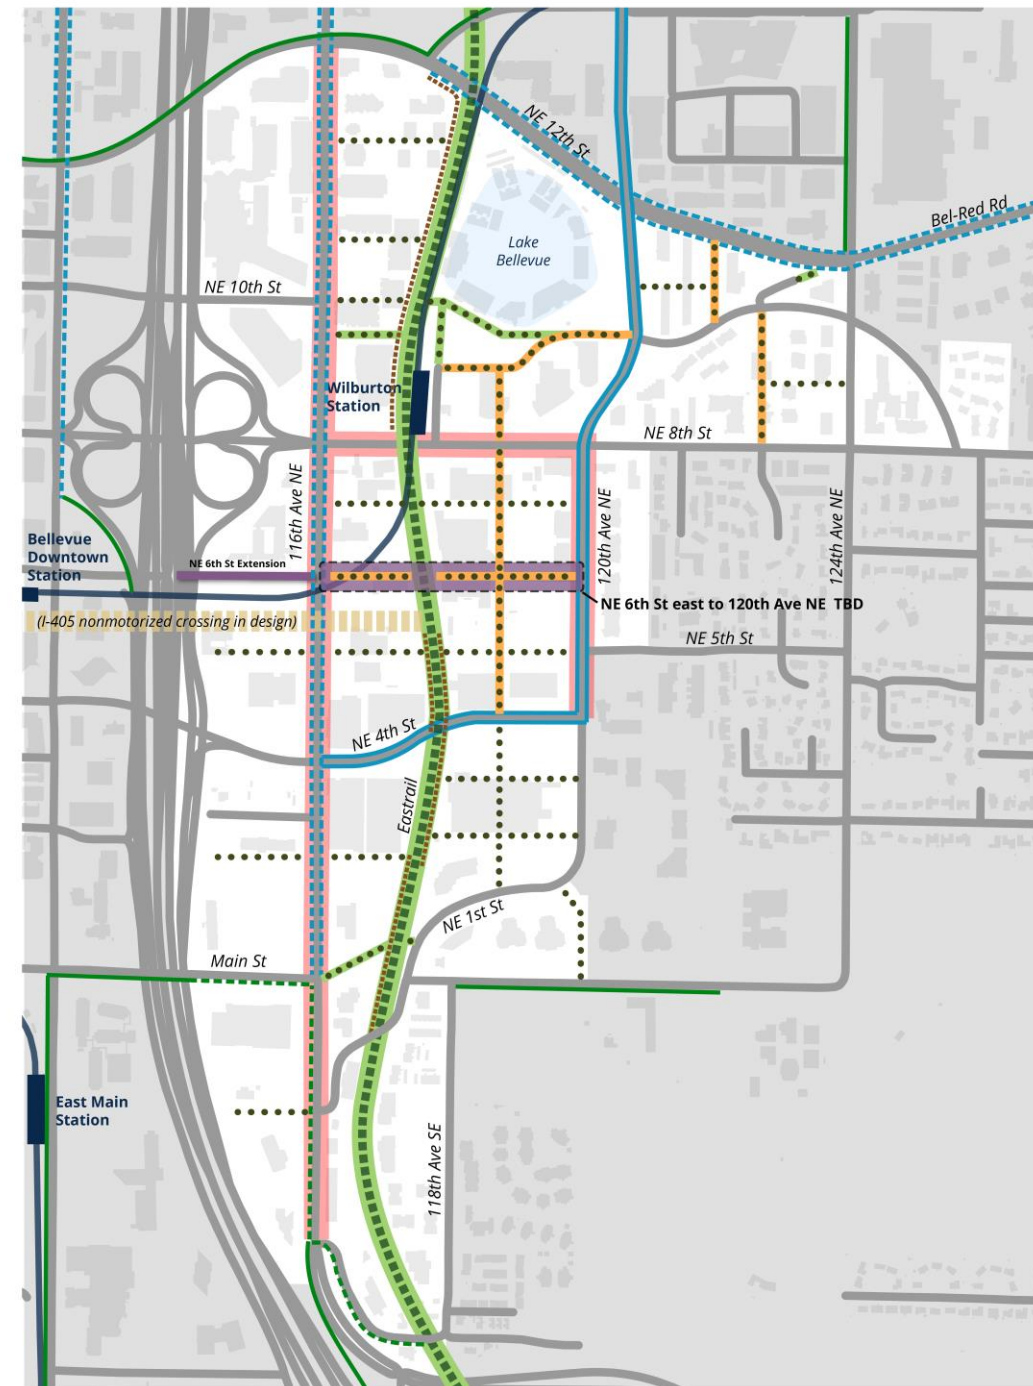 NE 12th St
Bel-Red Rd
Lake
Bellevue
NE 10th St
Wilburton
Station
NE 8th St
116th Ave NE
120th Ave NE
124th Ave NE
Bellevue
Downtown
Station
NE 6th St Extension
NE 6th St east to 120th Ave NE TBD
(I-405 nonmotorized crossing in design)
NE 5th St
NE 4th St
Eastrail
NE 1st St
Main St
East Main
Station
118th Ave SE